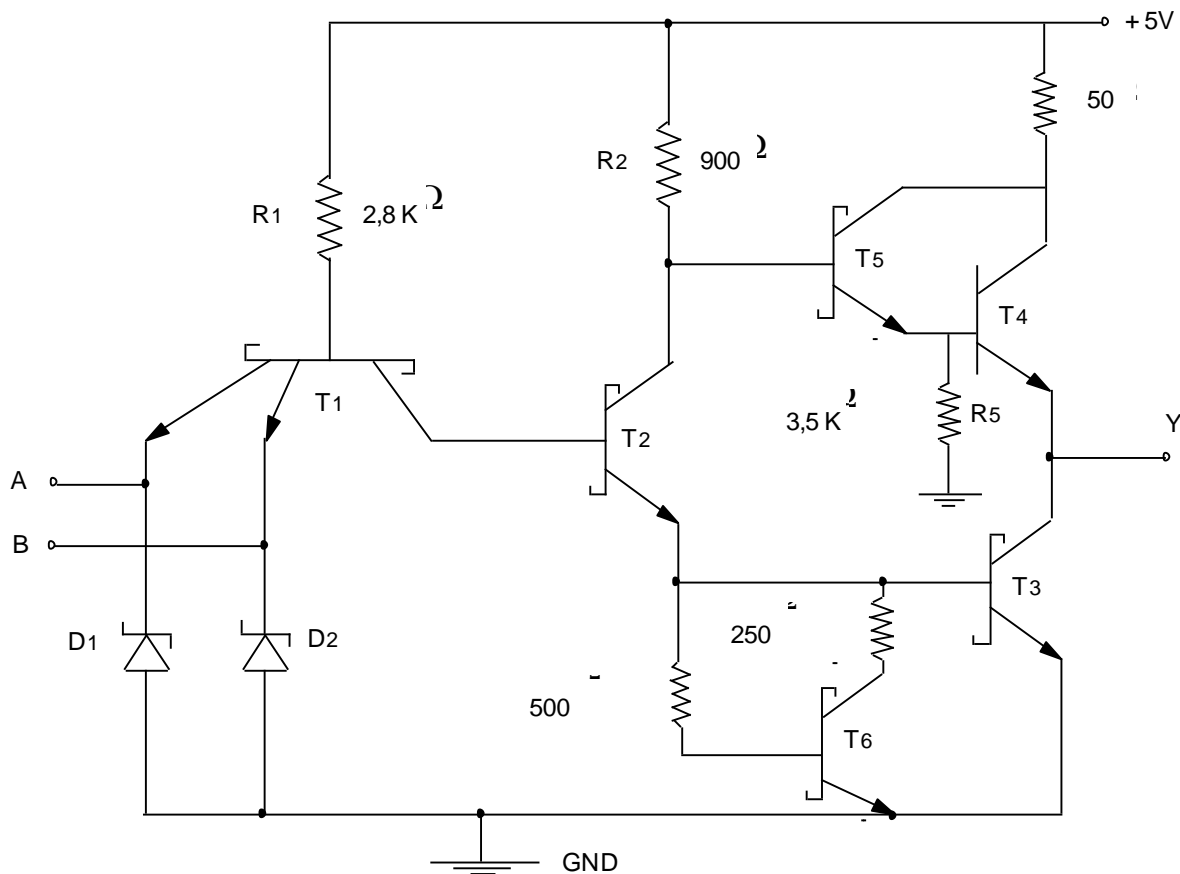 +5V
50
R2
900 Ω
R1
2,8 K Ω
T5
T4
T1
T2
3,5 K Ω
R5
Y
A
B
D1
D2
250
T3
500
T6
GND